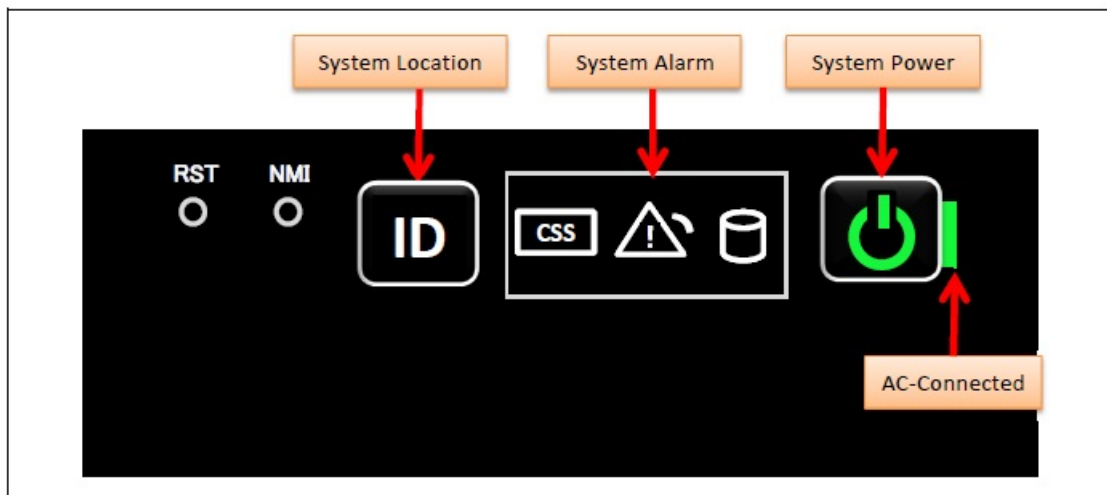 System Location
System Alarm
System Power
RST
NMI
ID
CSS
!
AC-Connected